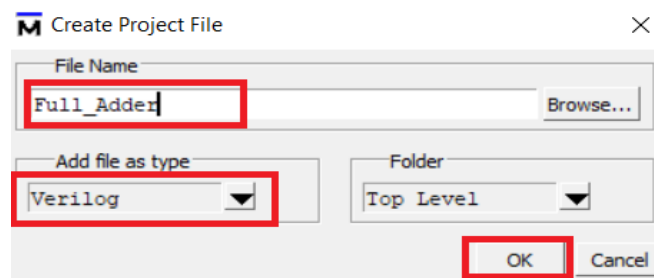 Create Project File
File Name
Full_Adder
Browse...
Add file as type
Folder
Verilog
Top Level
OK
Cancel